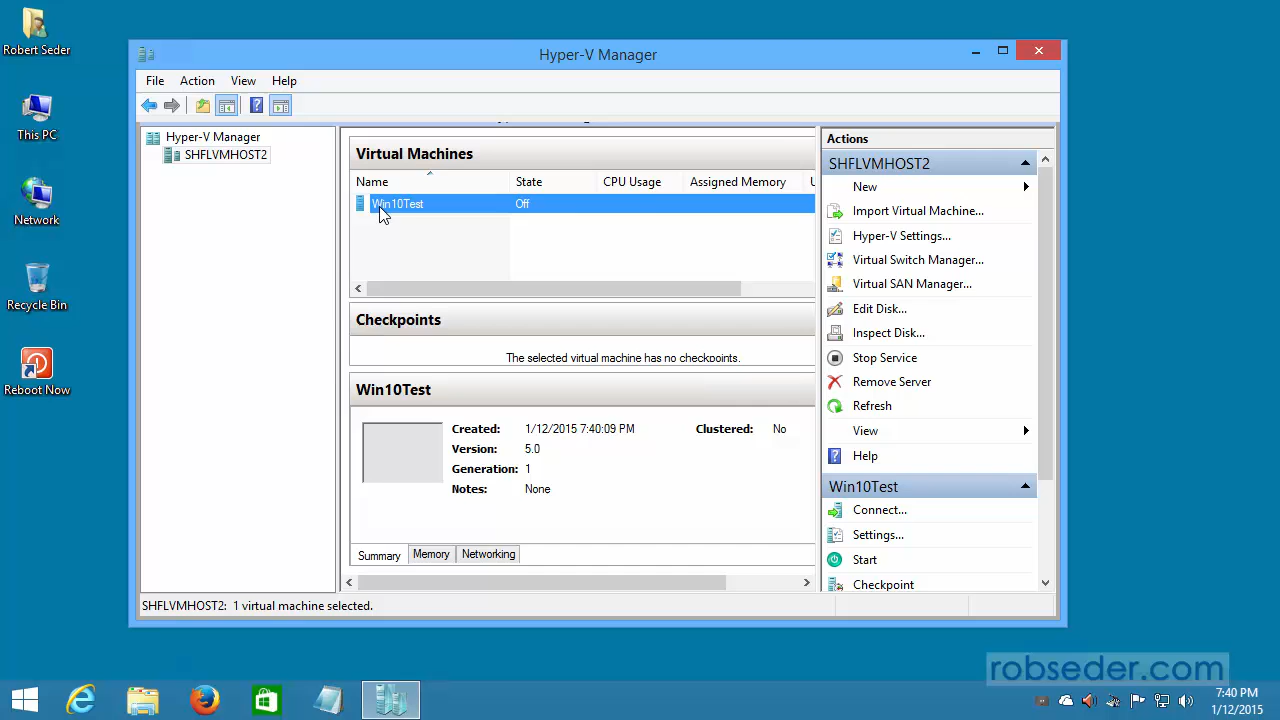 Robert Seder
This PC
Network
Recycle Bin
Reboot Now
Hyper-V Manager
File Action View Help
Hyper-V Manager
SHFLVMHOST2
Virtual Machines
Name State CPU Usage Assigned Memory U
Win10Test Off
Checkpoints
The selected virtual machine has no checkpoints.
Win10Test
Created: 1/12/2015 7:40:09 PM Clustered: No
Version: 5.0
Generation: 1
Notes: None
Summary Memory Networking
Actions
SHFLVMHOST2
New
Import Virtual Machine...
Hyper-V Settings...
Virtual Switch Manager...
Virtual SAN Manager...
Edit Disk...
Inspect Disk...
Stop Service
Remove Server
Refresh
View
Help
Win10Test
Connect...
Settings...
Start
Checkpoint
SHFLVMHOST2: 1 virtual machine selected.
robseder.com
7:40 PM
1/12/2015